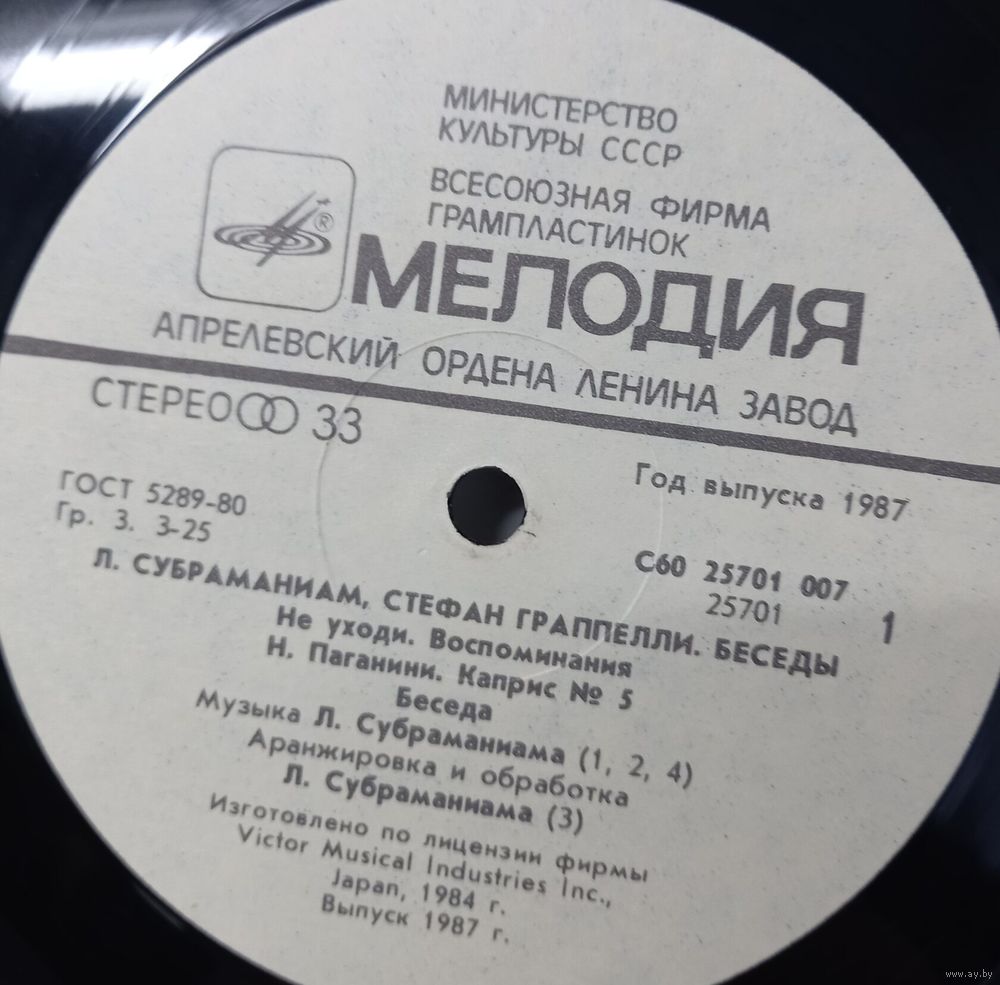 МИНИСТЕРСТВО
КУЛЬТУРЫ СССР
ВСЕСОЮЗНАЯ ФИРМА
ГРАМПЛАСТИНОК
®
МЕЛОДИЯ
АПРЕЛЕВСКИЙ ОРДЕНА ЛЕНИНА ЗАВОД
СТЕРЕО 33
Год выпуска 1987
ГОСТ 5289-80
Гр. 3. 3-25
С60 25701 007
25701
1
Л. СУБРАМАНИАМ, СТЕФАН ГРАППЕЛЛИ. БЕСЕДЫ
Не уходи. Воспоминания
Н. Паганини. Каприс № 5
Беседа
Музыка Л. Субраманиама (1, 2, 4)
Аранжировка и обработка
Л. Субраманиама (3)
Изготовлено по лицензии фирмы
Victor Musical Industries Inc.,
Japan, 1984 г.
Выпуск 1987 г.
www.ay.by